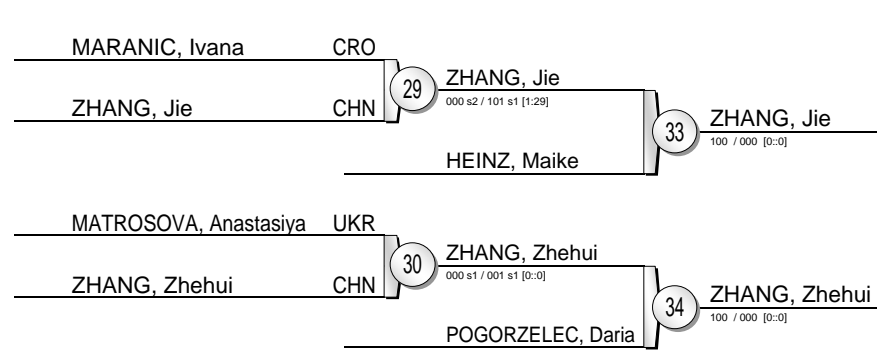 MARANIC, Ivana CRO
29
ZHANG, Jie
000 s2 / 101 s1 [1:29]
ZHANG, Jie CHN
33
ZHANG, Jie
100 / 000 [0::0]
HEINZ, Maike
MATROSOVA, Anastasiya UKR
30
ZHANG, Zhehui
000 s1 / 001 s1 [0::0]
ZHANG, Zhehui CHN
34
ZHANG, Zhehui
100 / 000 [0::0]
POGORZELEC, Daria